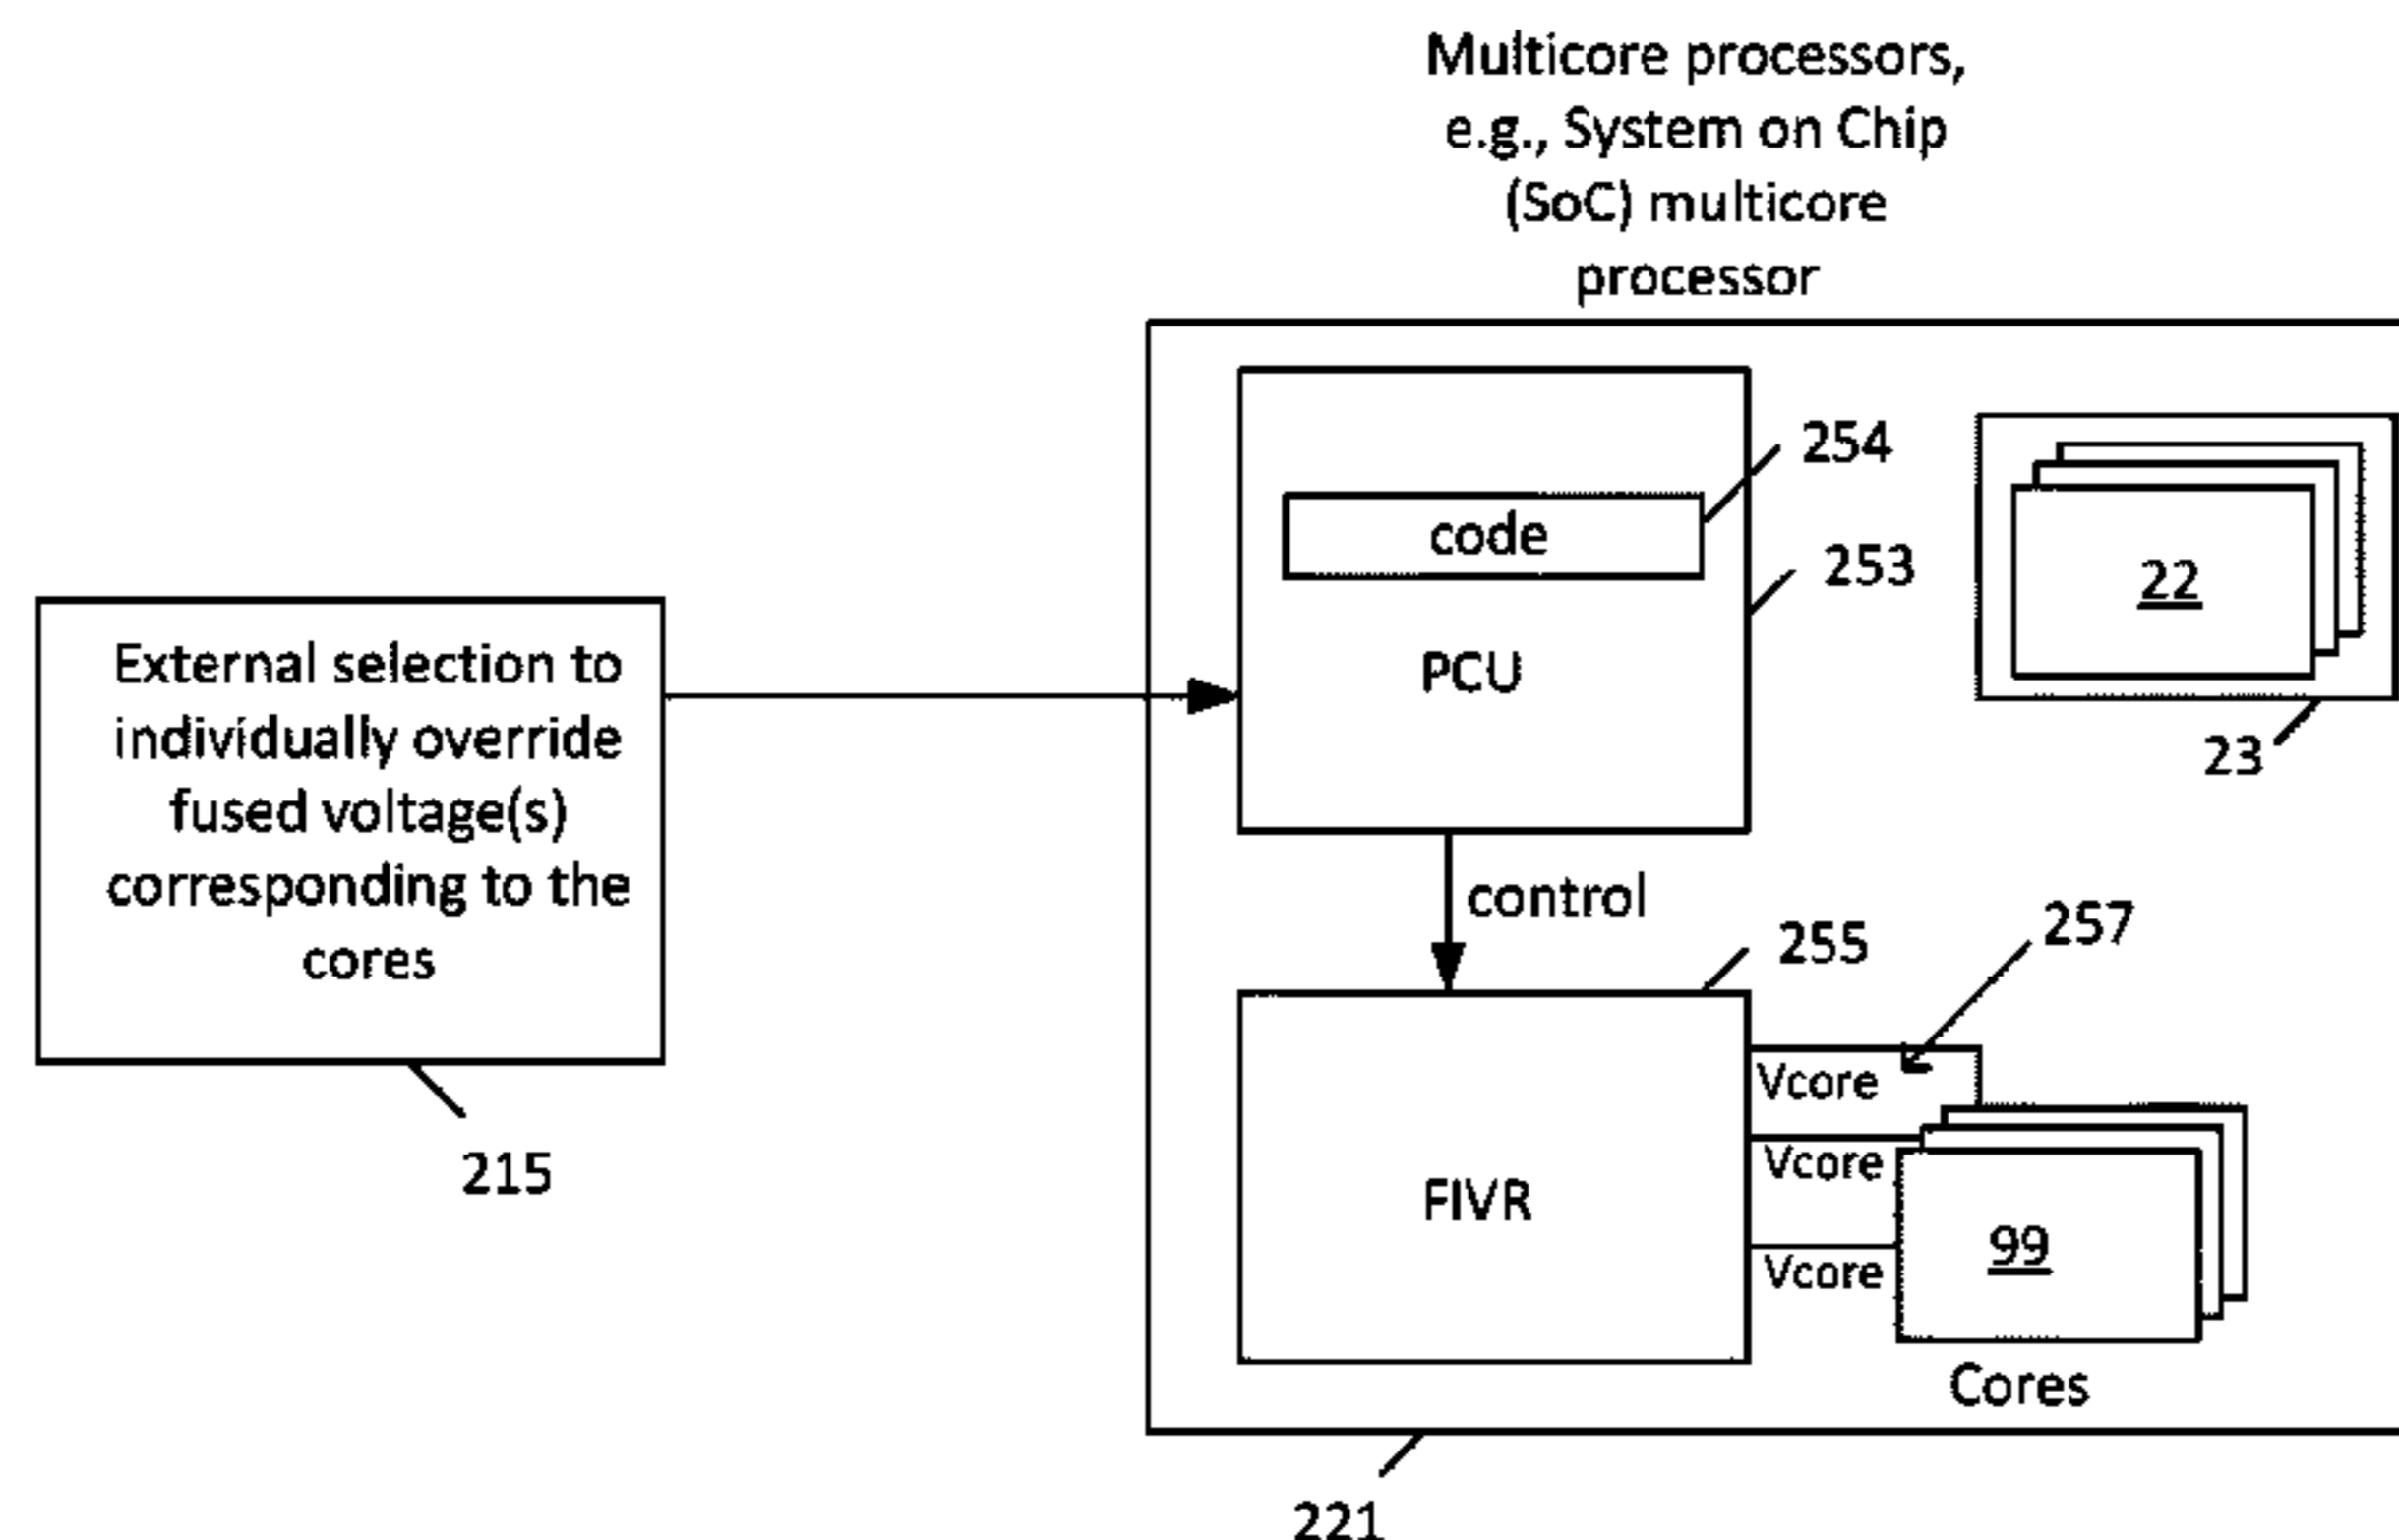 Multicore processors,
e.g., System on Chip
(SoC) multicore
processor
254
code
253
22
External selection to
individually override
fused voltage(s)
corresponding to the
cores
PCU
23
control
257
255
Vcore
215
Vcore
FIVR
99
Vcore
Cores
221